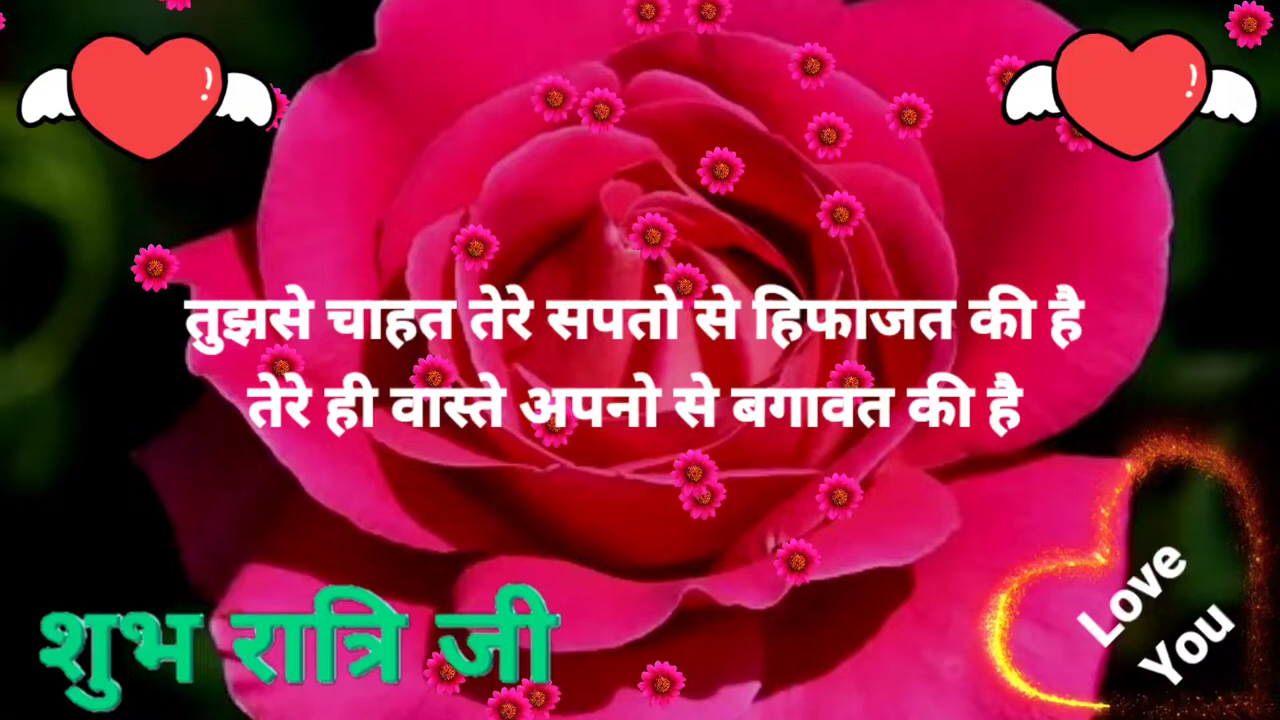 तुझसे चाहत तेरे सपतो से हिफाजत की है
तेरे ही वास्ते अपनो से बगावत की है
शुभ रात्रि जी
Love
You